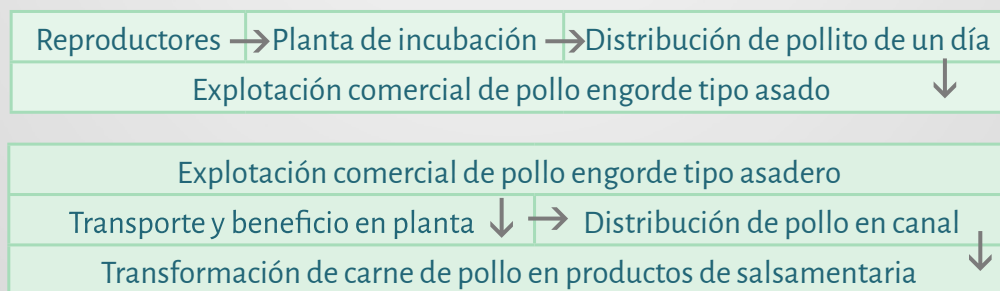 Reproductores → Planta de incubación → Distribución de pollito de un día
Explotación comercial de pollo engorde tipo asado
Explotación comercial de pollo engorde tipo asadero
Transporte y beneficio en planta ↓ → Distribución de pollo en canal
Transformación de carne de pollo en productos de salsamentaria